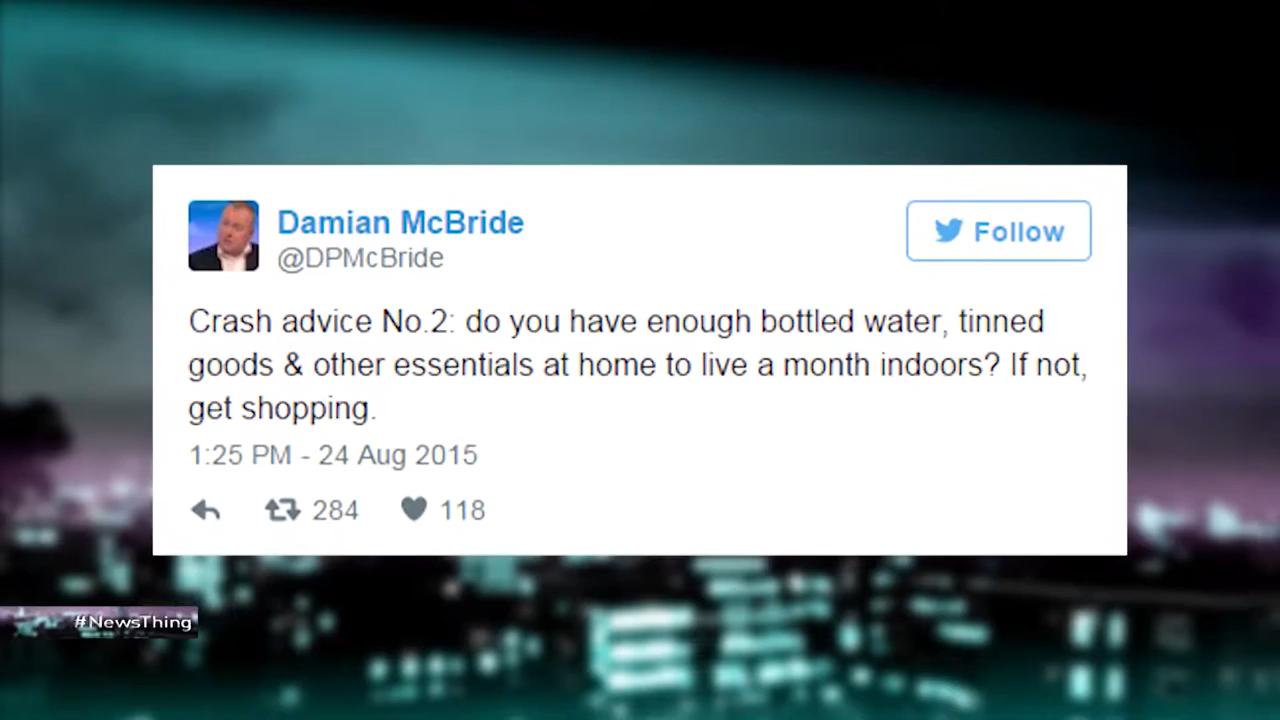 Damian McBride
@DPMcBride
Follow
Crash advice No.2: do you have enough bottled water, tinned
goods & other essentials at home to live a month indoors? If not,
get shopping.
1:25 PM - 24 Aug 2015
284 118
#NewsThing